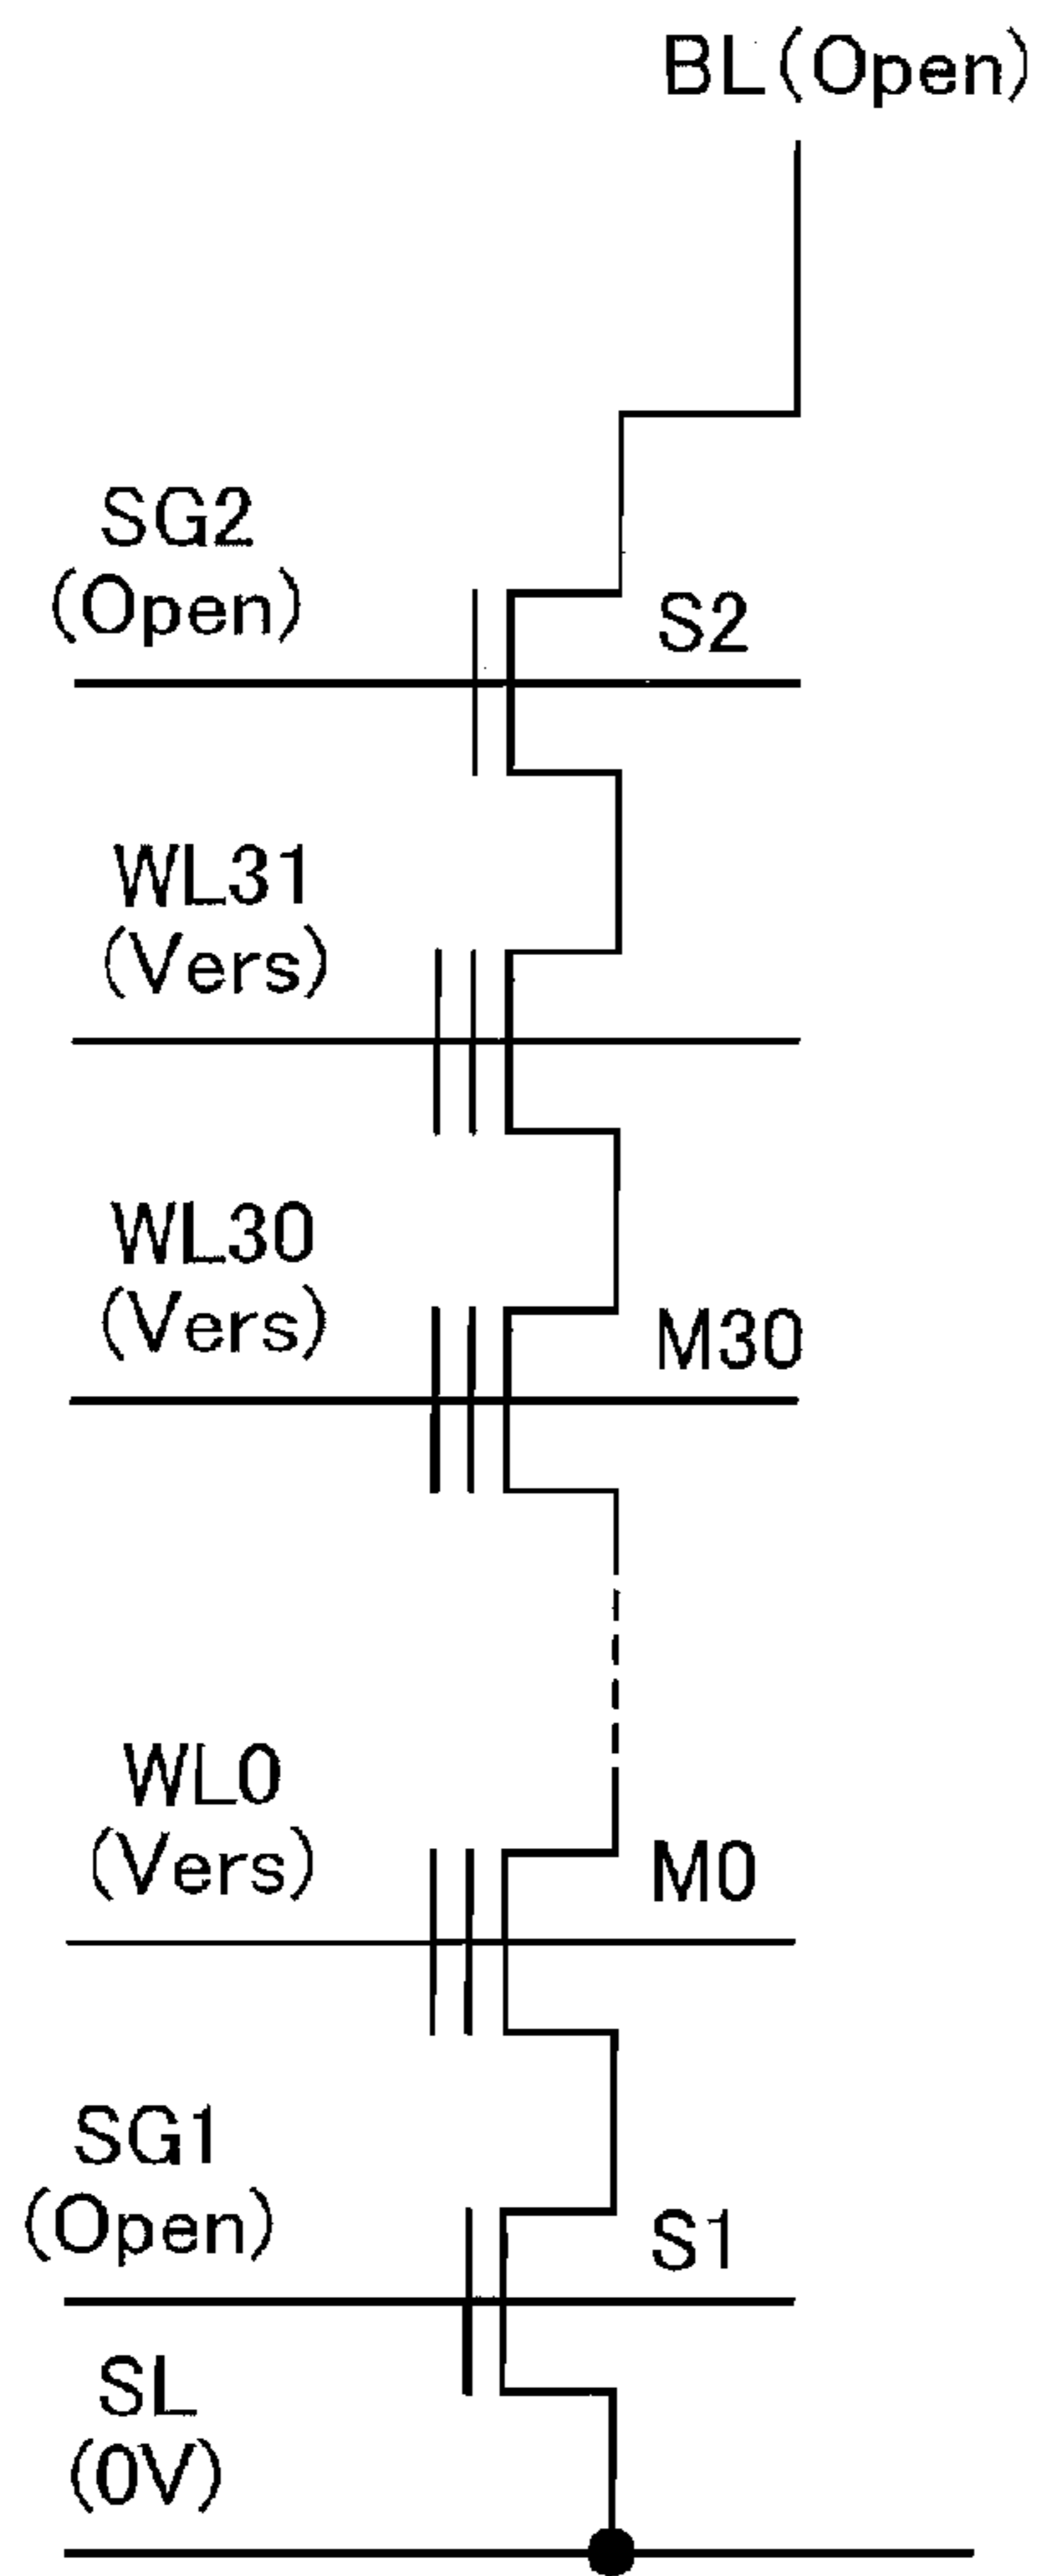 BL(Open)
SG2
(Open)
S2
WL31
(Vers)
WL30
(Vers)
M30
WL0
(Vers)
M0
SG1
(Open)
S1
SL
(0V)